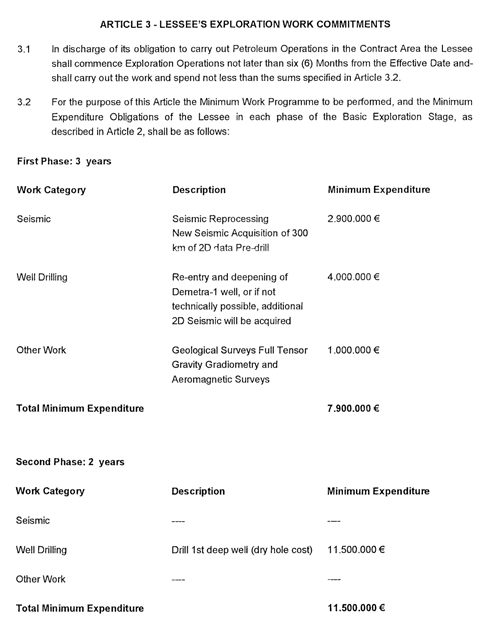 ARTICLE 3 - LESSEE'S EXPLORATION WORK COMMITMENTS
3.1 In discharge of its obligation to carry out Petroleum Operations in the Contract Area the Lessee
shall commence Exploration Operations not later than six (6) Months from the Effective Date and
shall carry out the work and spend not less than the sums specified in Article 3.2.
3.2 For the purpose of this Article the Minimum Work Programme to be performed, and the Minimum
Expenditure Obligations of the Lessee in each phase of the Basic Exploration Stage, as
described in Article 2, shall be as follows:
First Phase: 3 years
Work Category Description Minimum Expenditure
Seismic Seismic Reprocessing 2.900.000 €
New Seismic Acquisition of 300
km of 2D data Pre-drill
Well Drilling Re-entry and deepening of 4.000.000 €
Demetra-1 well, or if not
technically possible, additional
2D Seismic will be acquired
Other Work Geological Surveys Full Tensor 1.000.000 €
Gravity Gradiometry and
Aeromagnetic Surveys
Total Minimum Expenditure 7.900.000 €
Second Phase: 2 years
Work Category Description Minimum Expenditure
Seismic ---- ----
Well Drilling Drill 1st deep well (dry hole cost) 11.500.000 €
Other Work ---- ----
Total Minimum Expenditure 11.500.000 €